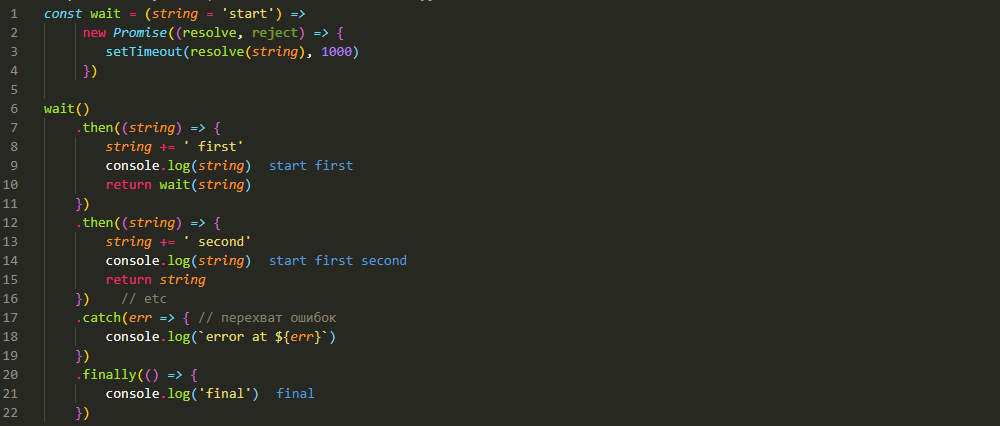 1 const wait = (string = 'start') =>
2 new Promise((resolve, reject) => {
3 setTimeout(resolve(string), 1000)
4 })
5
6 wait()
7 .then((string) => {
8 string += ' first'
9 console.log(string) start first
10 return wait(string)
11 })
12 .then((string) => {
13 string += ' second'
14 console.log(string) start first second
15 return string
16 }) // etc
17 .catch(err => { // перехват ошибок
18 console.log(`error at ${err}`)
19 })
20 .finally(() => {
21 console.log('final') final
22 })